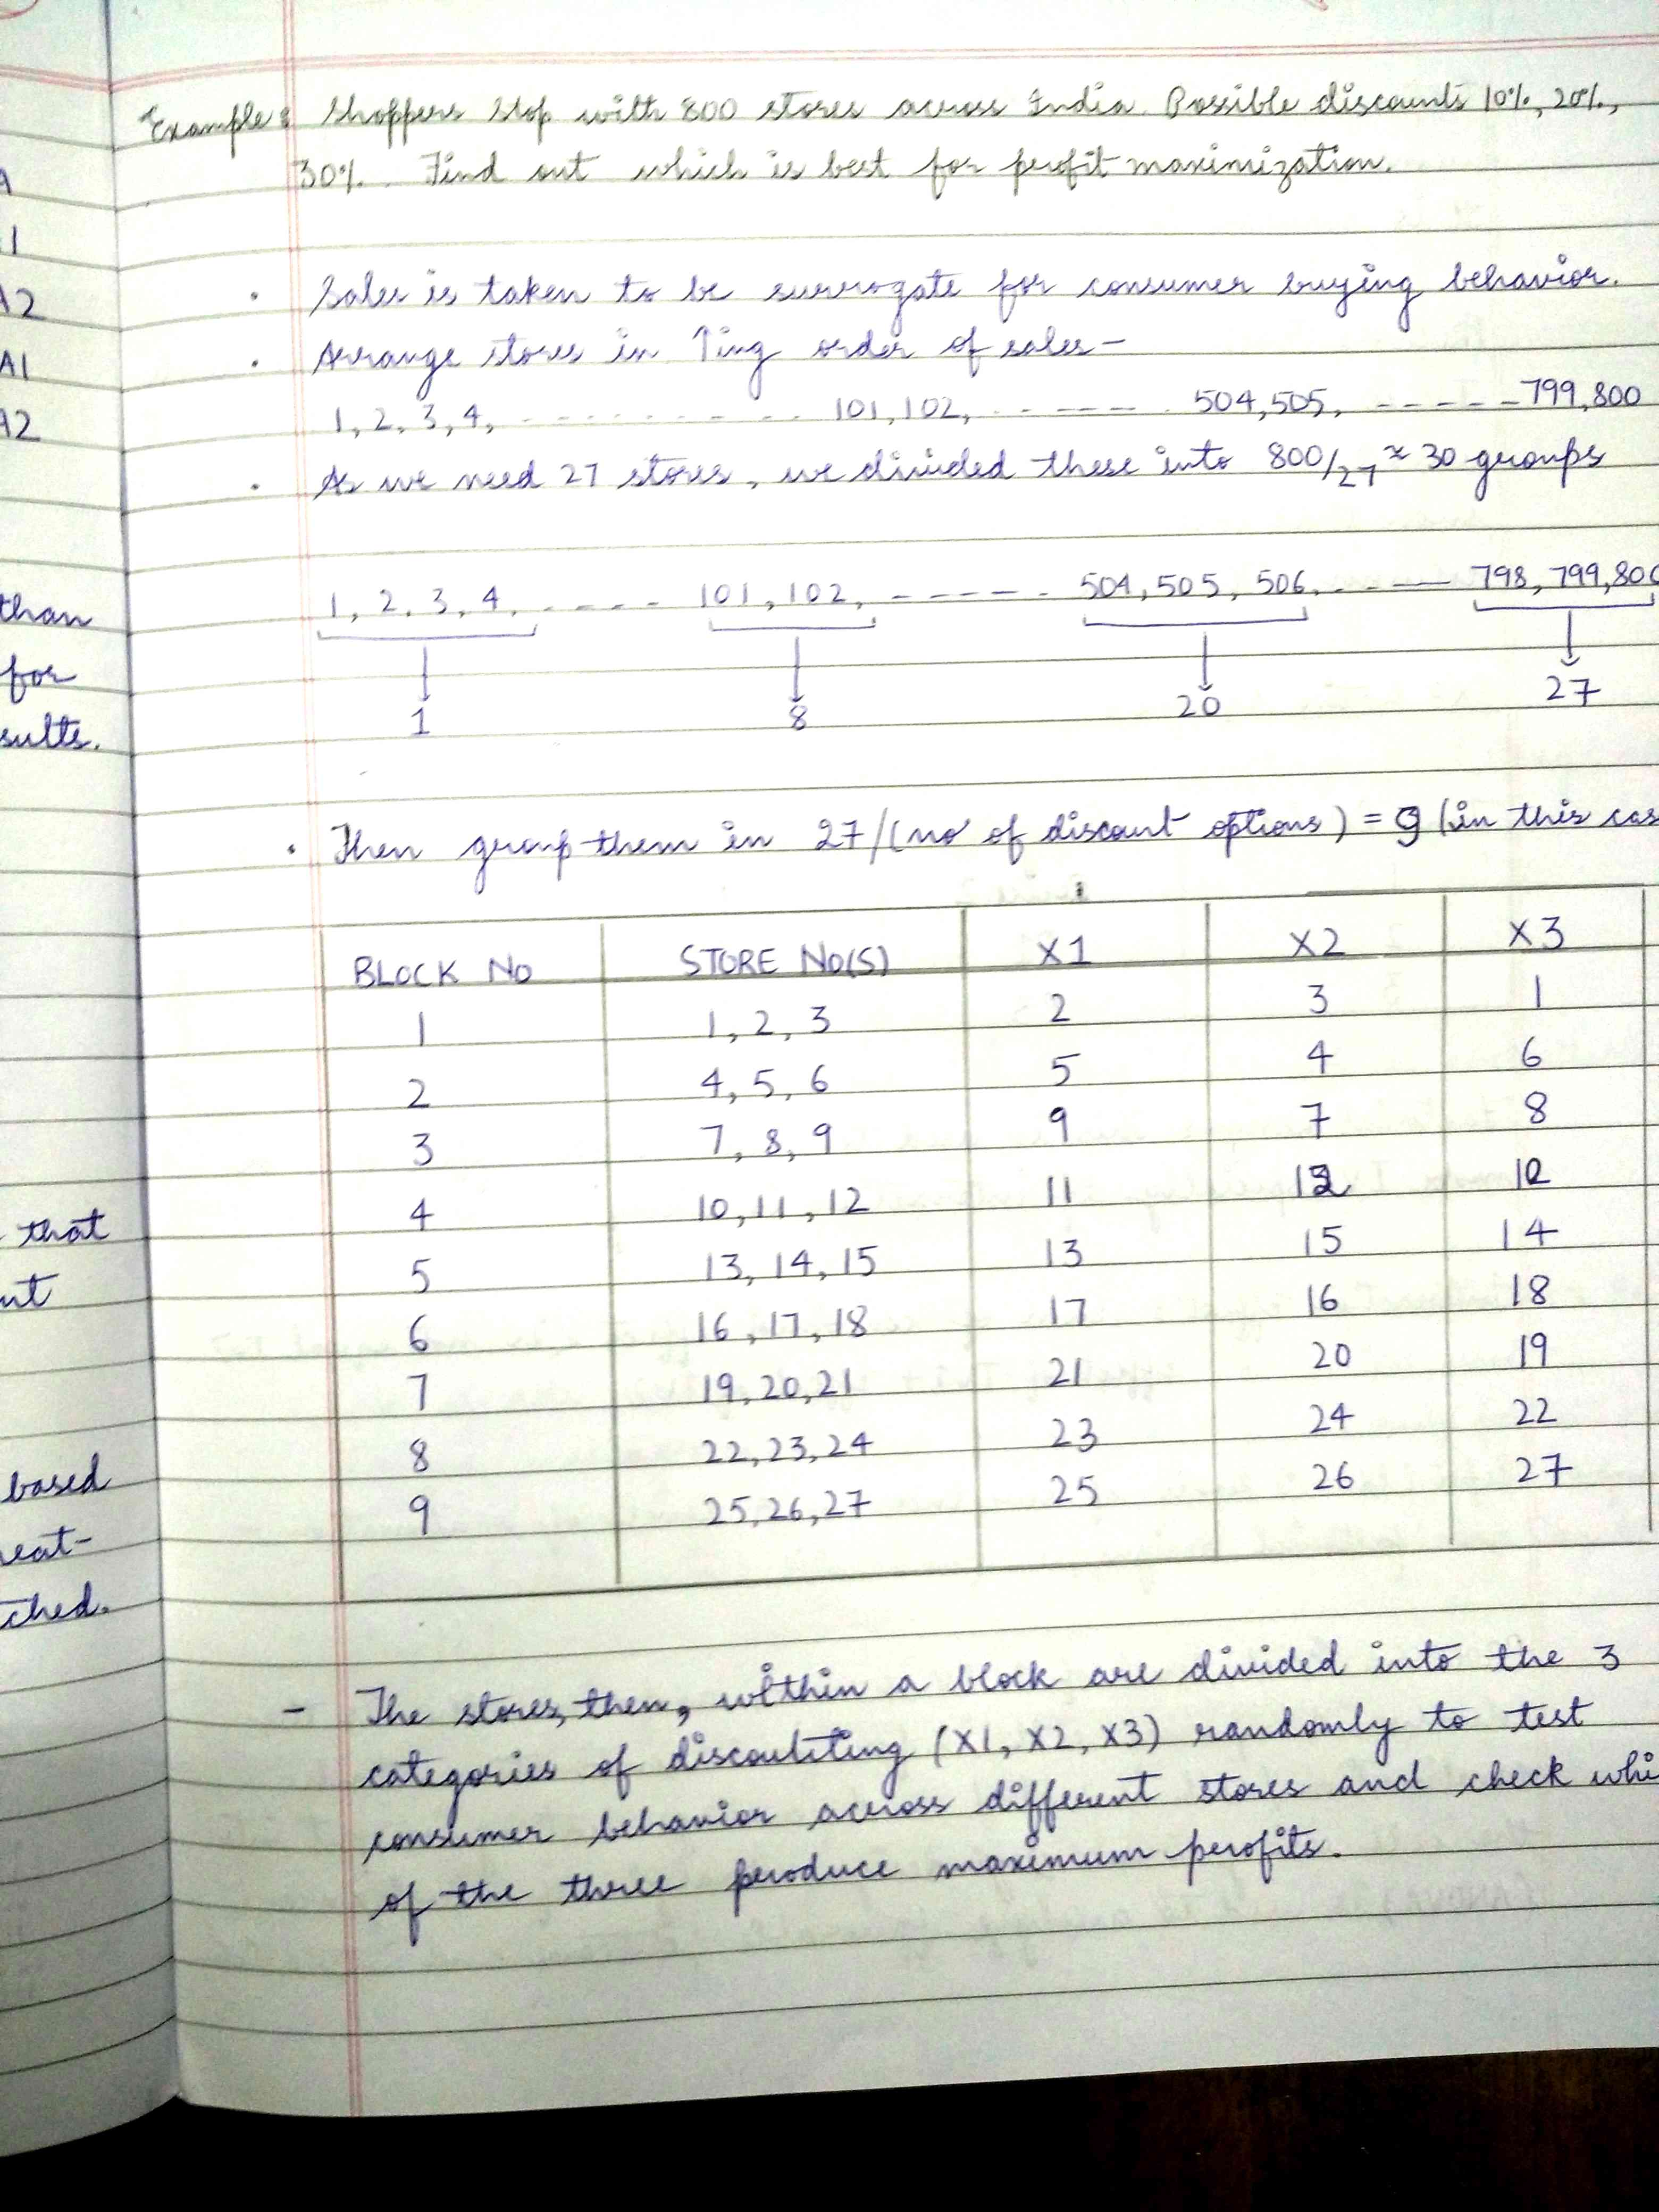 A
1
A2
A1
A2
than
for
sults.
that
nt
based
eat-
ched.
Example : Shoppers Stop with 800 stores across India. Possible discounts 10%, 20%,
30%. Find out which is best for profit maximization.
• Sales is taken to be surrogate for consumer buying behavior.
• Arrange stores in ↑ing order of sales-
1, 2, 3, 4, - - - - - - - - - 101, 102, - - - - - - 504, 505, - - - - - 799, 800
• As we need 27 stores, we divided these into 800/27 ≈ 30 groups
1, 2, 3, 4, - - - - 101, 102, - - - - - - 504, 505, 506, - - - 798, 799, 800
1 8 20 27
• Then group them in 27/(no of discount options) = 9 (in this cas
BLOCK NO STORE NO(S) X1 X2 X3
1 1, 2, 3 2 3 1
2 4, 5, 6 5 4 6
3 7, 8, 9 9 7 8
4 10, 11, 12 11 12 10
5 13, 14, 15 13 15 14
6 16, 17, 18 17 16 18
7 19, 20, 21 21 20 19
8 22, 23, 24 23 24 22
9 25, 26, 27 25 26 27
- The stores, then, within a block are divided into the 3
categories of discounting (X1, X2, X3) randomly to test
consumer behavior across different stores and check whi
of the three produce maximum profits.